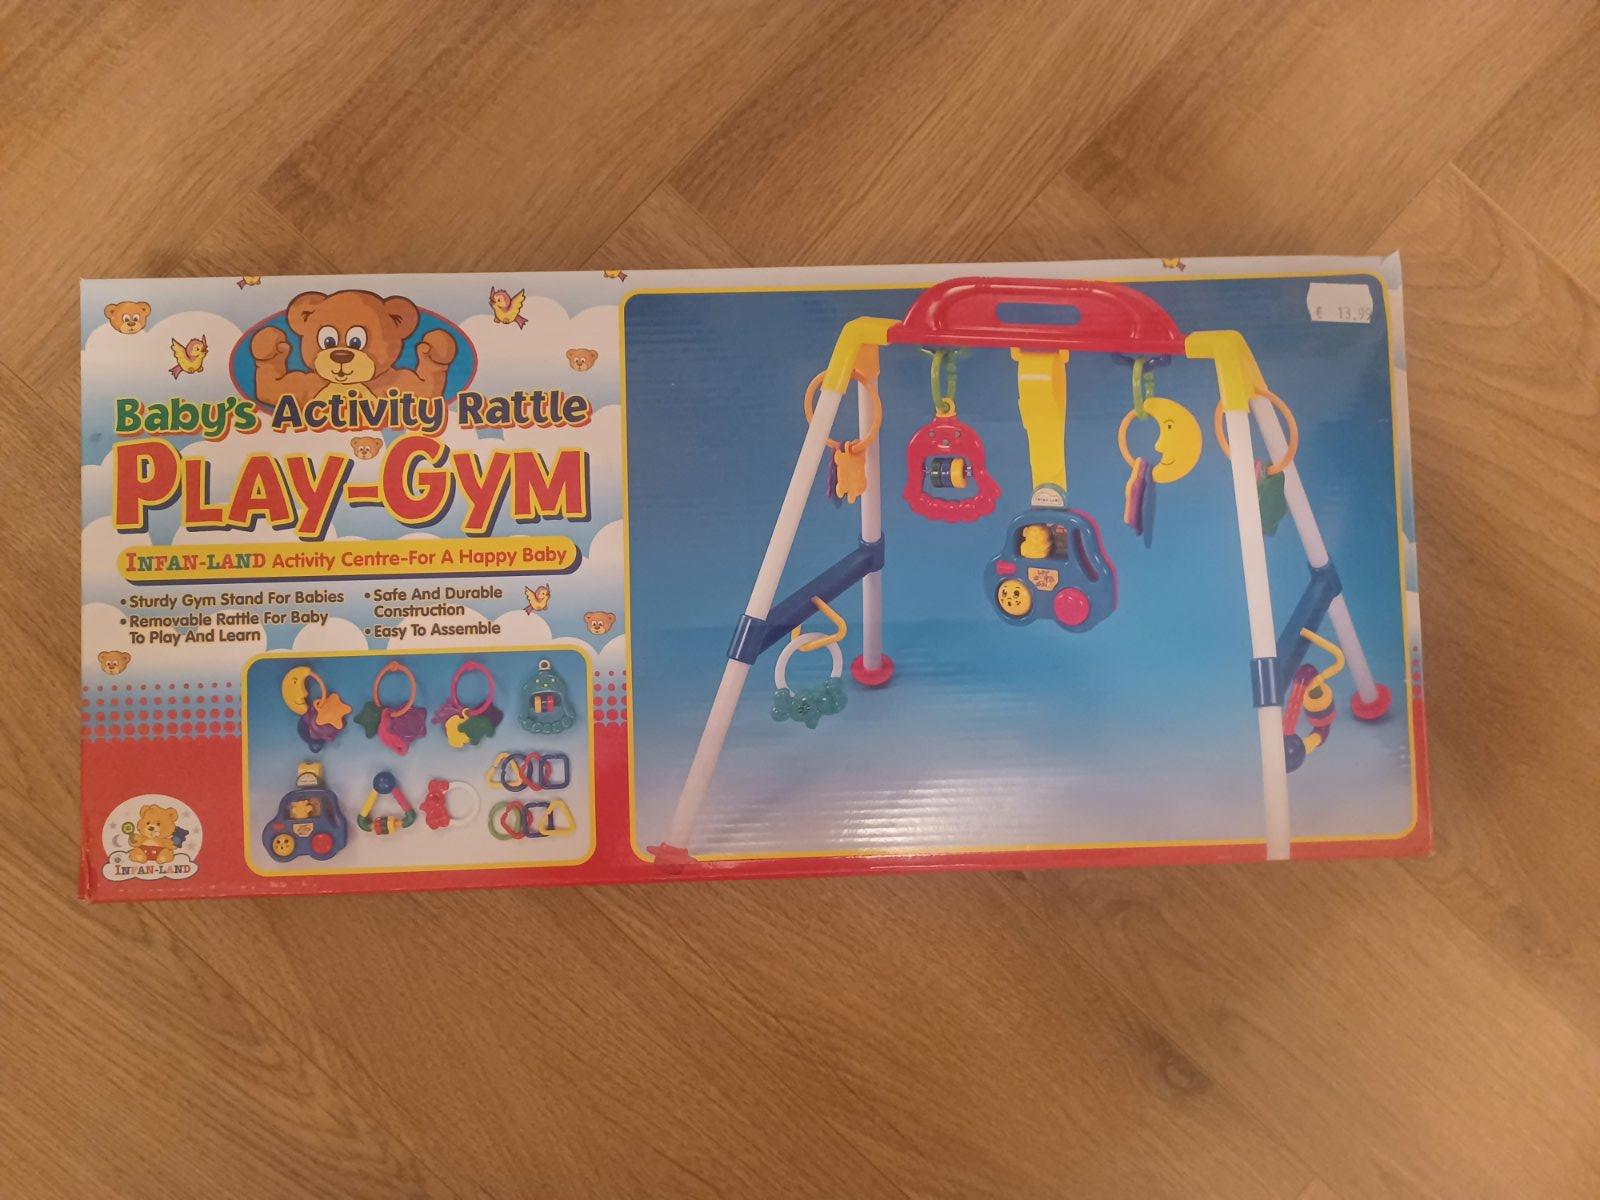 Baby's Activity Rattle
PLAY-GYM
INFAN-LAND Activity Centre-For A Happy Baby
• Sturdy Gym Stand For Babies
• Removable Rattle For Baby
To Play And Learn
• Safe And Durable
Construction
• Easy To Assemble
INFAN-LAND
€ 13.99